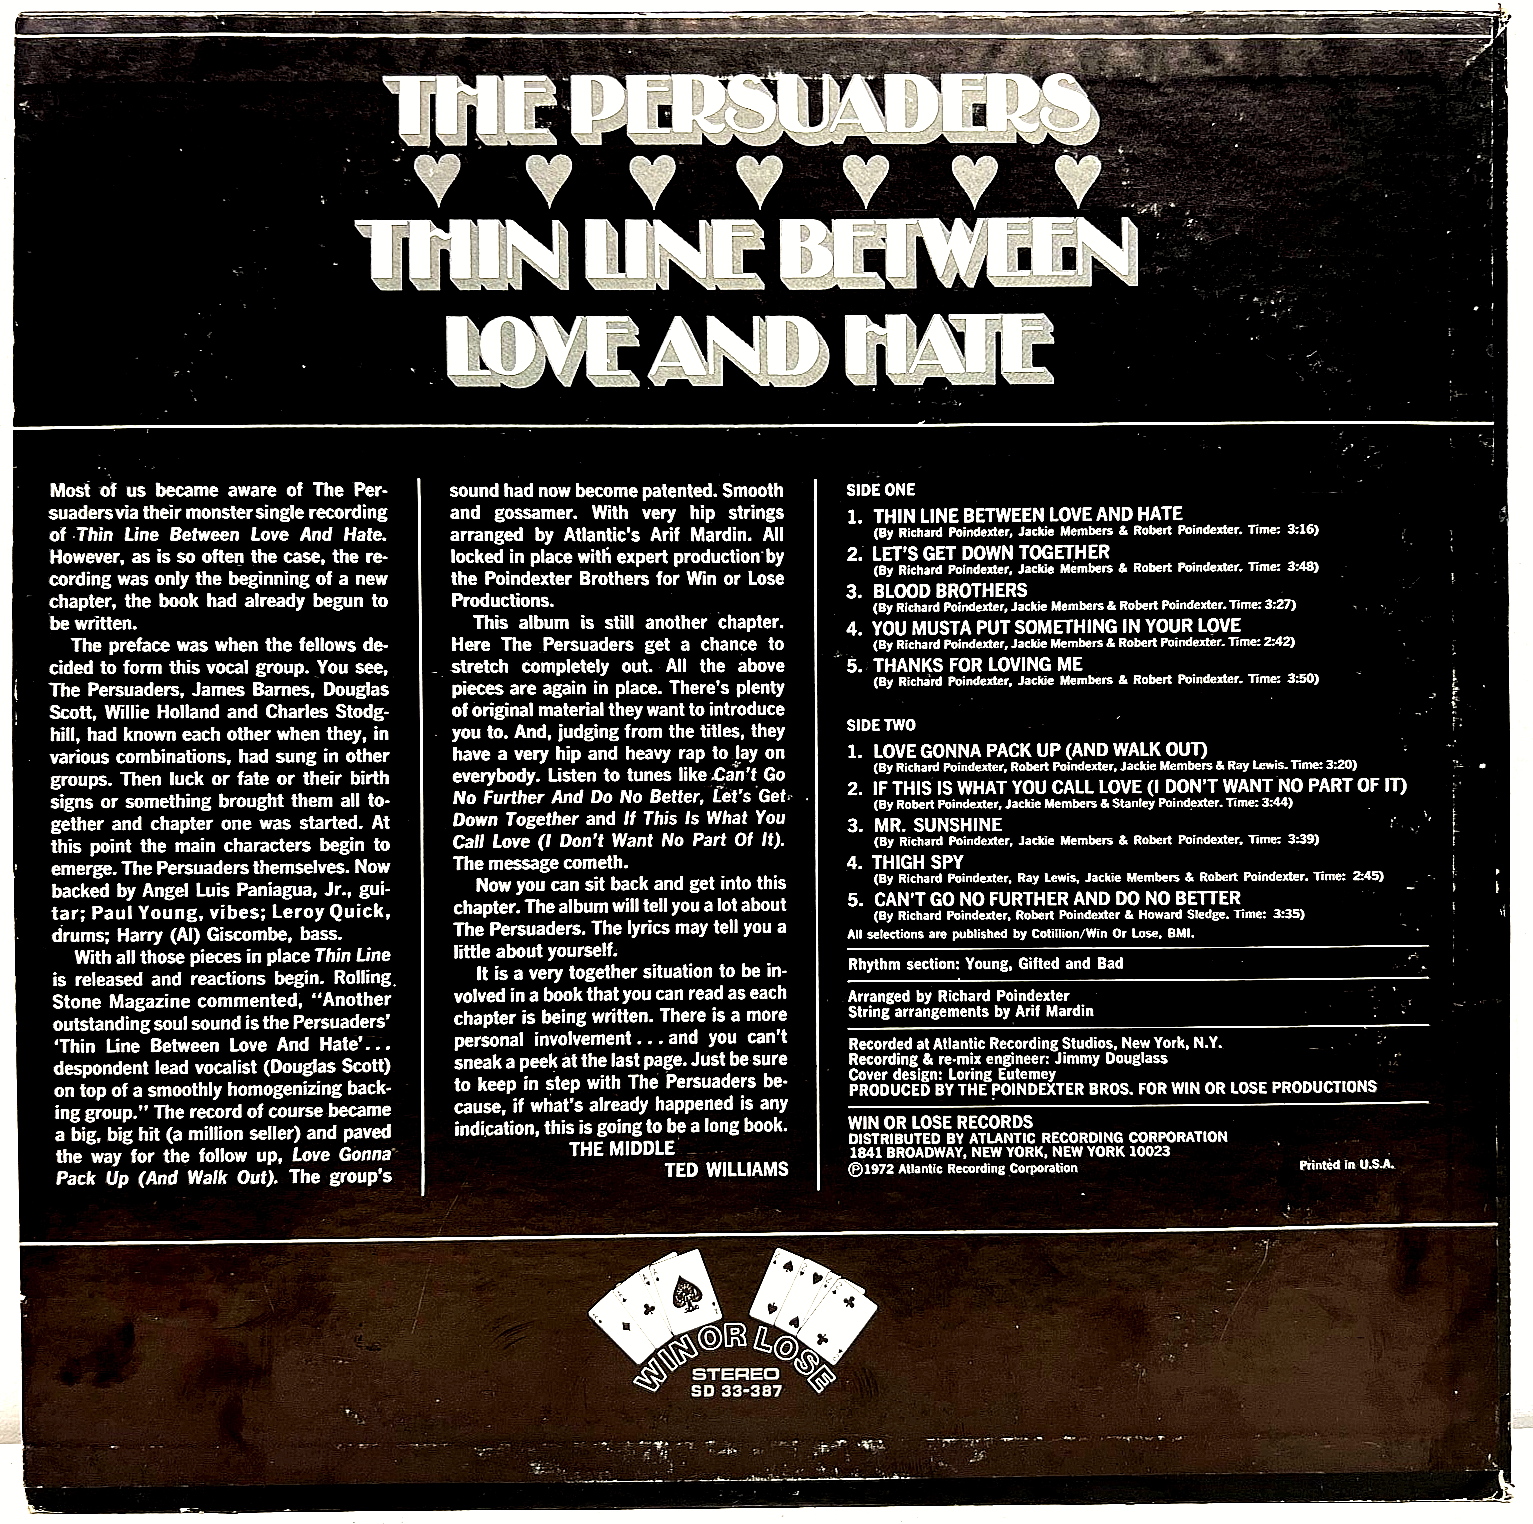 THE PERSUADERS
THIN LINE BETWEEN
LOVE AND HATE
Most of us became aware of The Per-
suaders via their monster single recording
of Thin Line Between Love And Hate.
However, as is so often the case, the re-
cording was only the beginning of a new
chapter, the book had already begun to
be written.
The preface was when the fellows de-
cided to form this vocal group. You see,
The Persuaders, James Barnes, Douglas
Scott, Willie Holland and Charles Stodg-
hill, had known each other when they, in
various combinations, had sung in other
groups. Then luck or fate or their birth
signs or something brought them all to-
gether and chapter one was started. At
this point the main characters begin to
emerge. The Persuaders themselves. Now
backed by Angel Luis Paniagua, Jr., gui-
tar; Paul Young, vibes; Leroy Quick,
drums; Harry (Al) Giscombe, bass.
With all those pieces in place Thin Line
is released and reactions begin. Rolling
Stone Magazine commented, "Another
outstanding soul sound is the Persuaders'
'Thin Line Between Love And Hate'...
despondent lead vocalist (Douglas Scott)
on top of a smoothly homogenizing back-
ing group." The record of course became
a big, big hit (a million seller) and paved
the way for the follow up, Love Gonna
Pack Up (And Walk Out). The group's
sound had now become patented. Smooth
and gossamer. With very hip strings
arranged by Atlantic's Arif Mardin. All
locked in place with expert production by
the Poindexter Brothers for Win or Lose
Productions.
This album is still another chapter.
Here The Persuaders get a chance to
stretch completely out. All the above
pieces are again in place. There's plenty
of original material they want to introduce
you to. And, judging from the titles, they
have a very hip and heavy rap to lay on
everybody. Listen to tunes like Can't Go
No Further And Do No Better, Let's Get
Down Together and If This Is What You
Call Love (I Don't Want No Part Of It).
The message cometh.
Now you can sit back and get into this
chapter. The album will tell you a lot about
The Persuaders. The lyrics may tell you a
little about yourself.
It is a very together situation to be in-
volved in a book that you can read as each
chapter is being written. There is a more
personal involvement...and you can't
sneak a peek at the last page. Just be sure
to keep in step with The Persuaders be-
cause, if what's already happened is any
indication, this is going to be a long book.
THE MIDDLE
TED WILLIAMS
SIDE ONE
1. THIN LINE BETWEEN LOVE AND HATE
(By Richard Poindexter, Jackie Members & Robert Poindexter. Time: 3:16)
2. LET'S GET DOWN TOGETHER
(By Richard Poindexter, Jackie Members & Robert Poindexter. Time: 3:48)
3. BLOOD BROTHERS
(By Richard Poindexter, Jackie Members & Robert Poindexter. Time: 3:27)
4. YOU MUSTA PUT SOMETHING IN YOUR LOVE
(By Richard Poindexter, Jackie Members & Robert Poindexter. Time: 2:42)
5. THANKS FOR LOVING ME
(By Richard Poindexter, Jackie Members & Robert Poindexter. Time: 3:50)
SIDE TWO
1. LOVE GONNA PACK UP (AND WALK OUT)
(By Richard Poindexter, Robert Poindexter, Jackie Members & Ray Lewis. Time: 3:20)
2. IF THIS IS WHAT YOU CALL LOVE (I DON'T WANT NO PART OF IT)
(By Robert Poindexter, Jackie Members & Stanley Poindexter. Time: 3:44)
3. MR. SUNSHINE
(By Richard Poindexter, Jackie Members & Robert Poindexter, Time: 3:39)
4. THIGH SPY
(By Richard Poindexter, Ray Lewis, Jackie Members & Robert Poindexter. Time: 2:45)
5. CAN'T GO NO FURTHER AND DO NO BETTER
(By Richard Poindexter, Robert Poindexter & Howard Sledge. Time: 3:35)
All selections are published by Cotillion/Win Or Lose, BMI.
Rhythm section: Young, Gifted and Bad
Arranged by Richard Poindexter
String arrangements by Arif Mardin
Recorded at Atlantic Recording Studios, New York, N.Y.
Recording & re-mix engineer: Jimmy Douglass
Cover design: Loring Eutemey
PRODUCED BY THE POINDEXTER BROS. FOR WIN OR LOSE PRODUCTIONS
WIN OR LOSE RECORDS
DISTRIBUTED BY ATLANTIC RECORDING CORPORATION
1841 BROADWAY, NEW YORK, NEW YORK 10023
Ⓟ1972 Atlantic Recording Corporation
Printed in U.S.A.
WIN OR LOSE
STEREO
SD 33-387